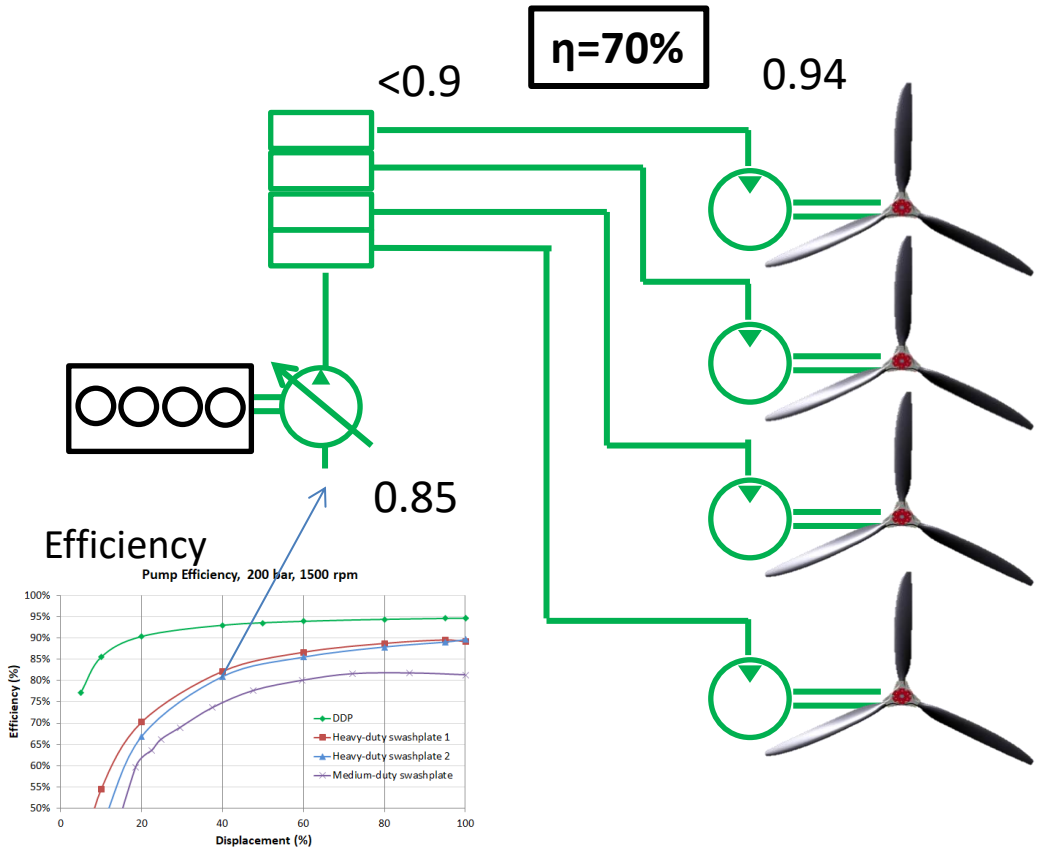 η=70%
<0.9
0.94
0.85
Efficiency
Pump Efficiency, 200 bar, 1500 rpm
100%
95%
90%
85%
80%
75%
70%
65%
60%
55%
50%
Efficiency (%)
DDP
Heavy-duty swashplate 1
Heavy-duty swashplate 2
Medium-duty swashplate
0 20 40 60 80 100
Displacement (%)